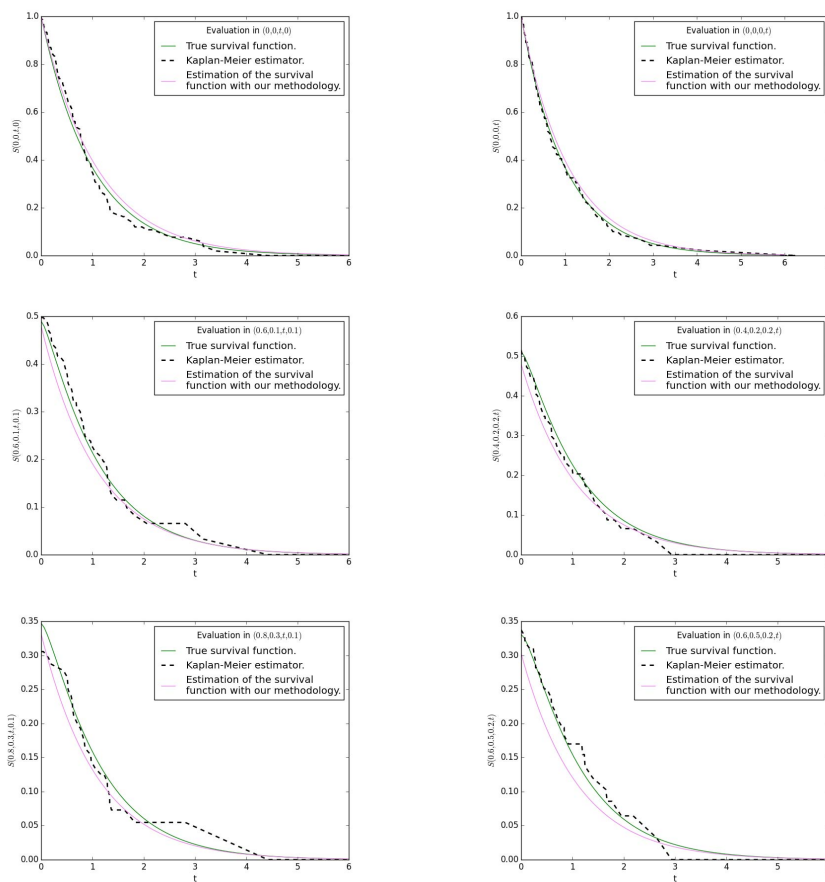 Evaluation in (0,0,t,0)
True survival function.
Kaplan-Meier estimator.
Estimation of the survival
function with our methodology.
S(0,0,t,0)
1.0
0.8
0.6
0.4
0.2
0.0
0 1 2 3 4 5 6
t
Evaluation in (0,0,0,t)
True survival function.
Kaplan-Meier estimator.
Estimation of the survival
function with our methodology.
S(0,0,0,t)
1.0
0.8
0.6
0.4
0.2
0.0
0 1 2 3 4 5 6
t
Evaluation in (0.6,0.1,t,0.1)
True survival function.
Kaplan-Meier estimator.
Estimation of the survival
function with our methodology.
S(0.6,0.1,t,0.1)
0.5
0.4
0.3
0.2
0.1
0.0
0 1 2 3 4 5 6
t
Evaluation in (0.4,0.2,0.2,t)
True survival function.
Kaplan-Meier estimator.
Estimation of the survival
function with our methodology.
S(0.4,0.2,0.2,t)
0.6
0.5
0.4
0.3
0.2
0.1
0.0
0 1 2 3 4 5
t
Evaluation in (0.8,0.3,t,0.1)
True survival function.
Kaplan-Meier estimator.
Estimation of the survival
function with our methodology.
S(0.8,0.3,t,0.1)
0.35
0.30
0.25
0.20
0.15
0.10
0.05
0.00
0 1 2 3 4 5 6
t
Evaluation in (0.6,0.5,0.2,t)
True survival function.
Kaplan-Meier estimator.
Estimation of the survival
function with our methodology.
S(0.6,0.5,0.2,t)
0.35
0.30
0.25
0.20
0.15
0.10
0.05
0.00
0 1 2 3 4 5
t